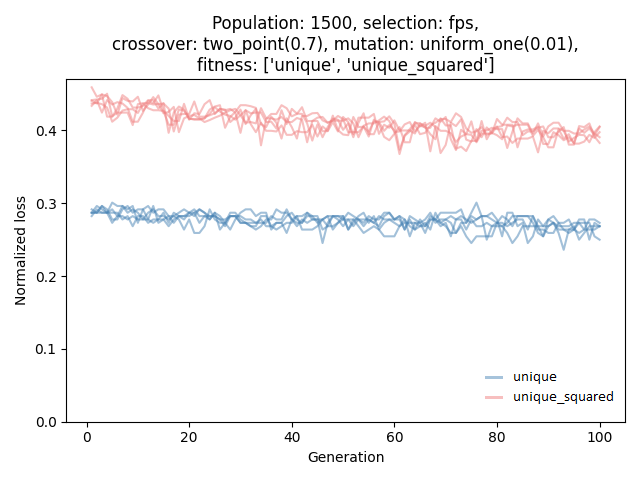 Population: 1500, selection: fps,
crossover: two_point(0.7), mutation: uniform_one(0.01),
fitness: ['unique', 'unique_squared']
0.4
0.3
0.2
0.1
0.0
Normalized loss
unique
unique_squared
0 20 40 60 80 100
Generation